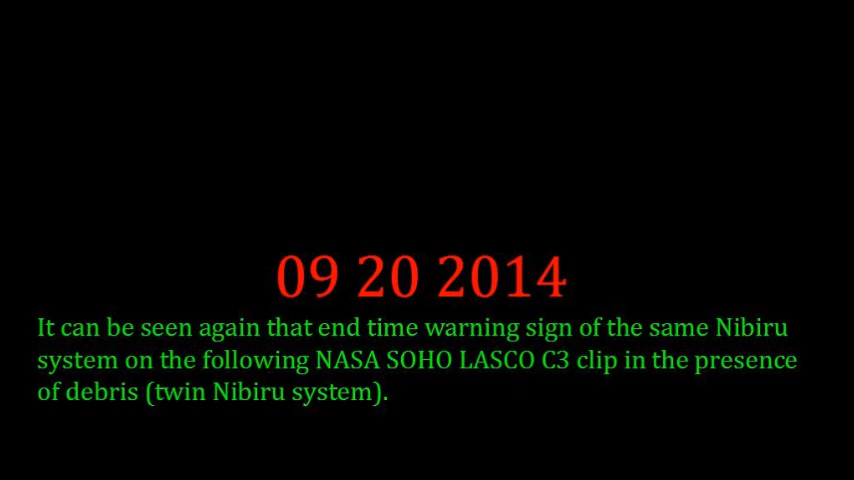 09 20 2014
It can be seen again that end time warning sign of the same Nibiru
system on the following NASA SOHO LASCO C3 clip in the presence
of debris (twin Nibiru system).